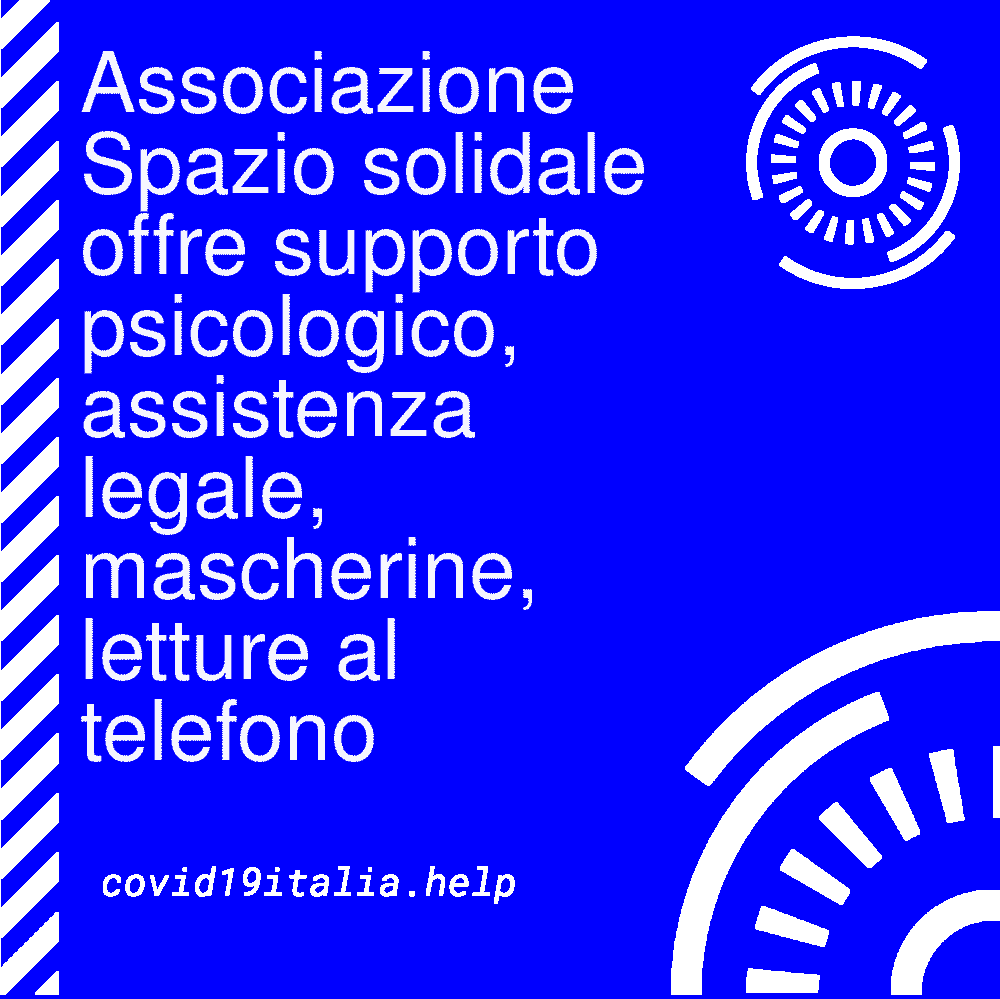 Associazione
Spazio solidale
offre supporto
psicologico,
assistenza
legale,
mascherine,
letture al
telefono
covid19italia.help